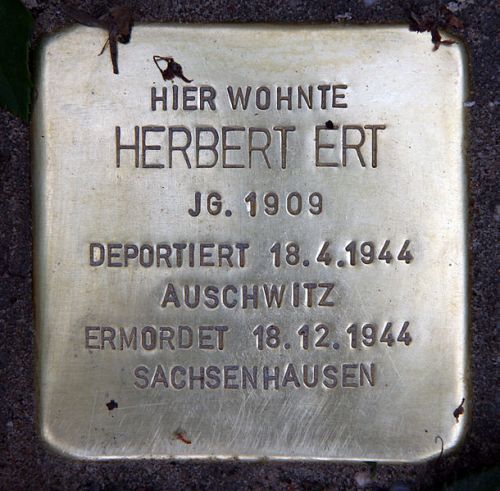 HIER WOHNTE
HERBERT ERT
JG. 1909
DEPORTIERT 18.4.1944
AUSCHWITZ
ERMORDET 18.12.1944
SACHSENHAUSEN